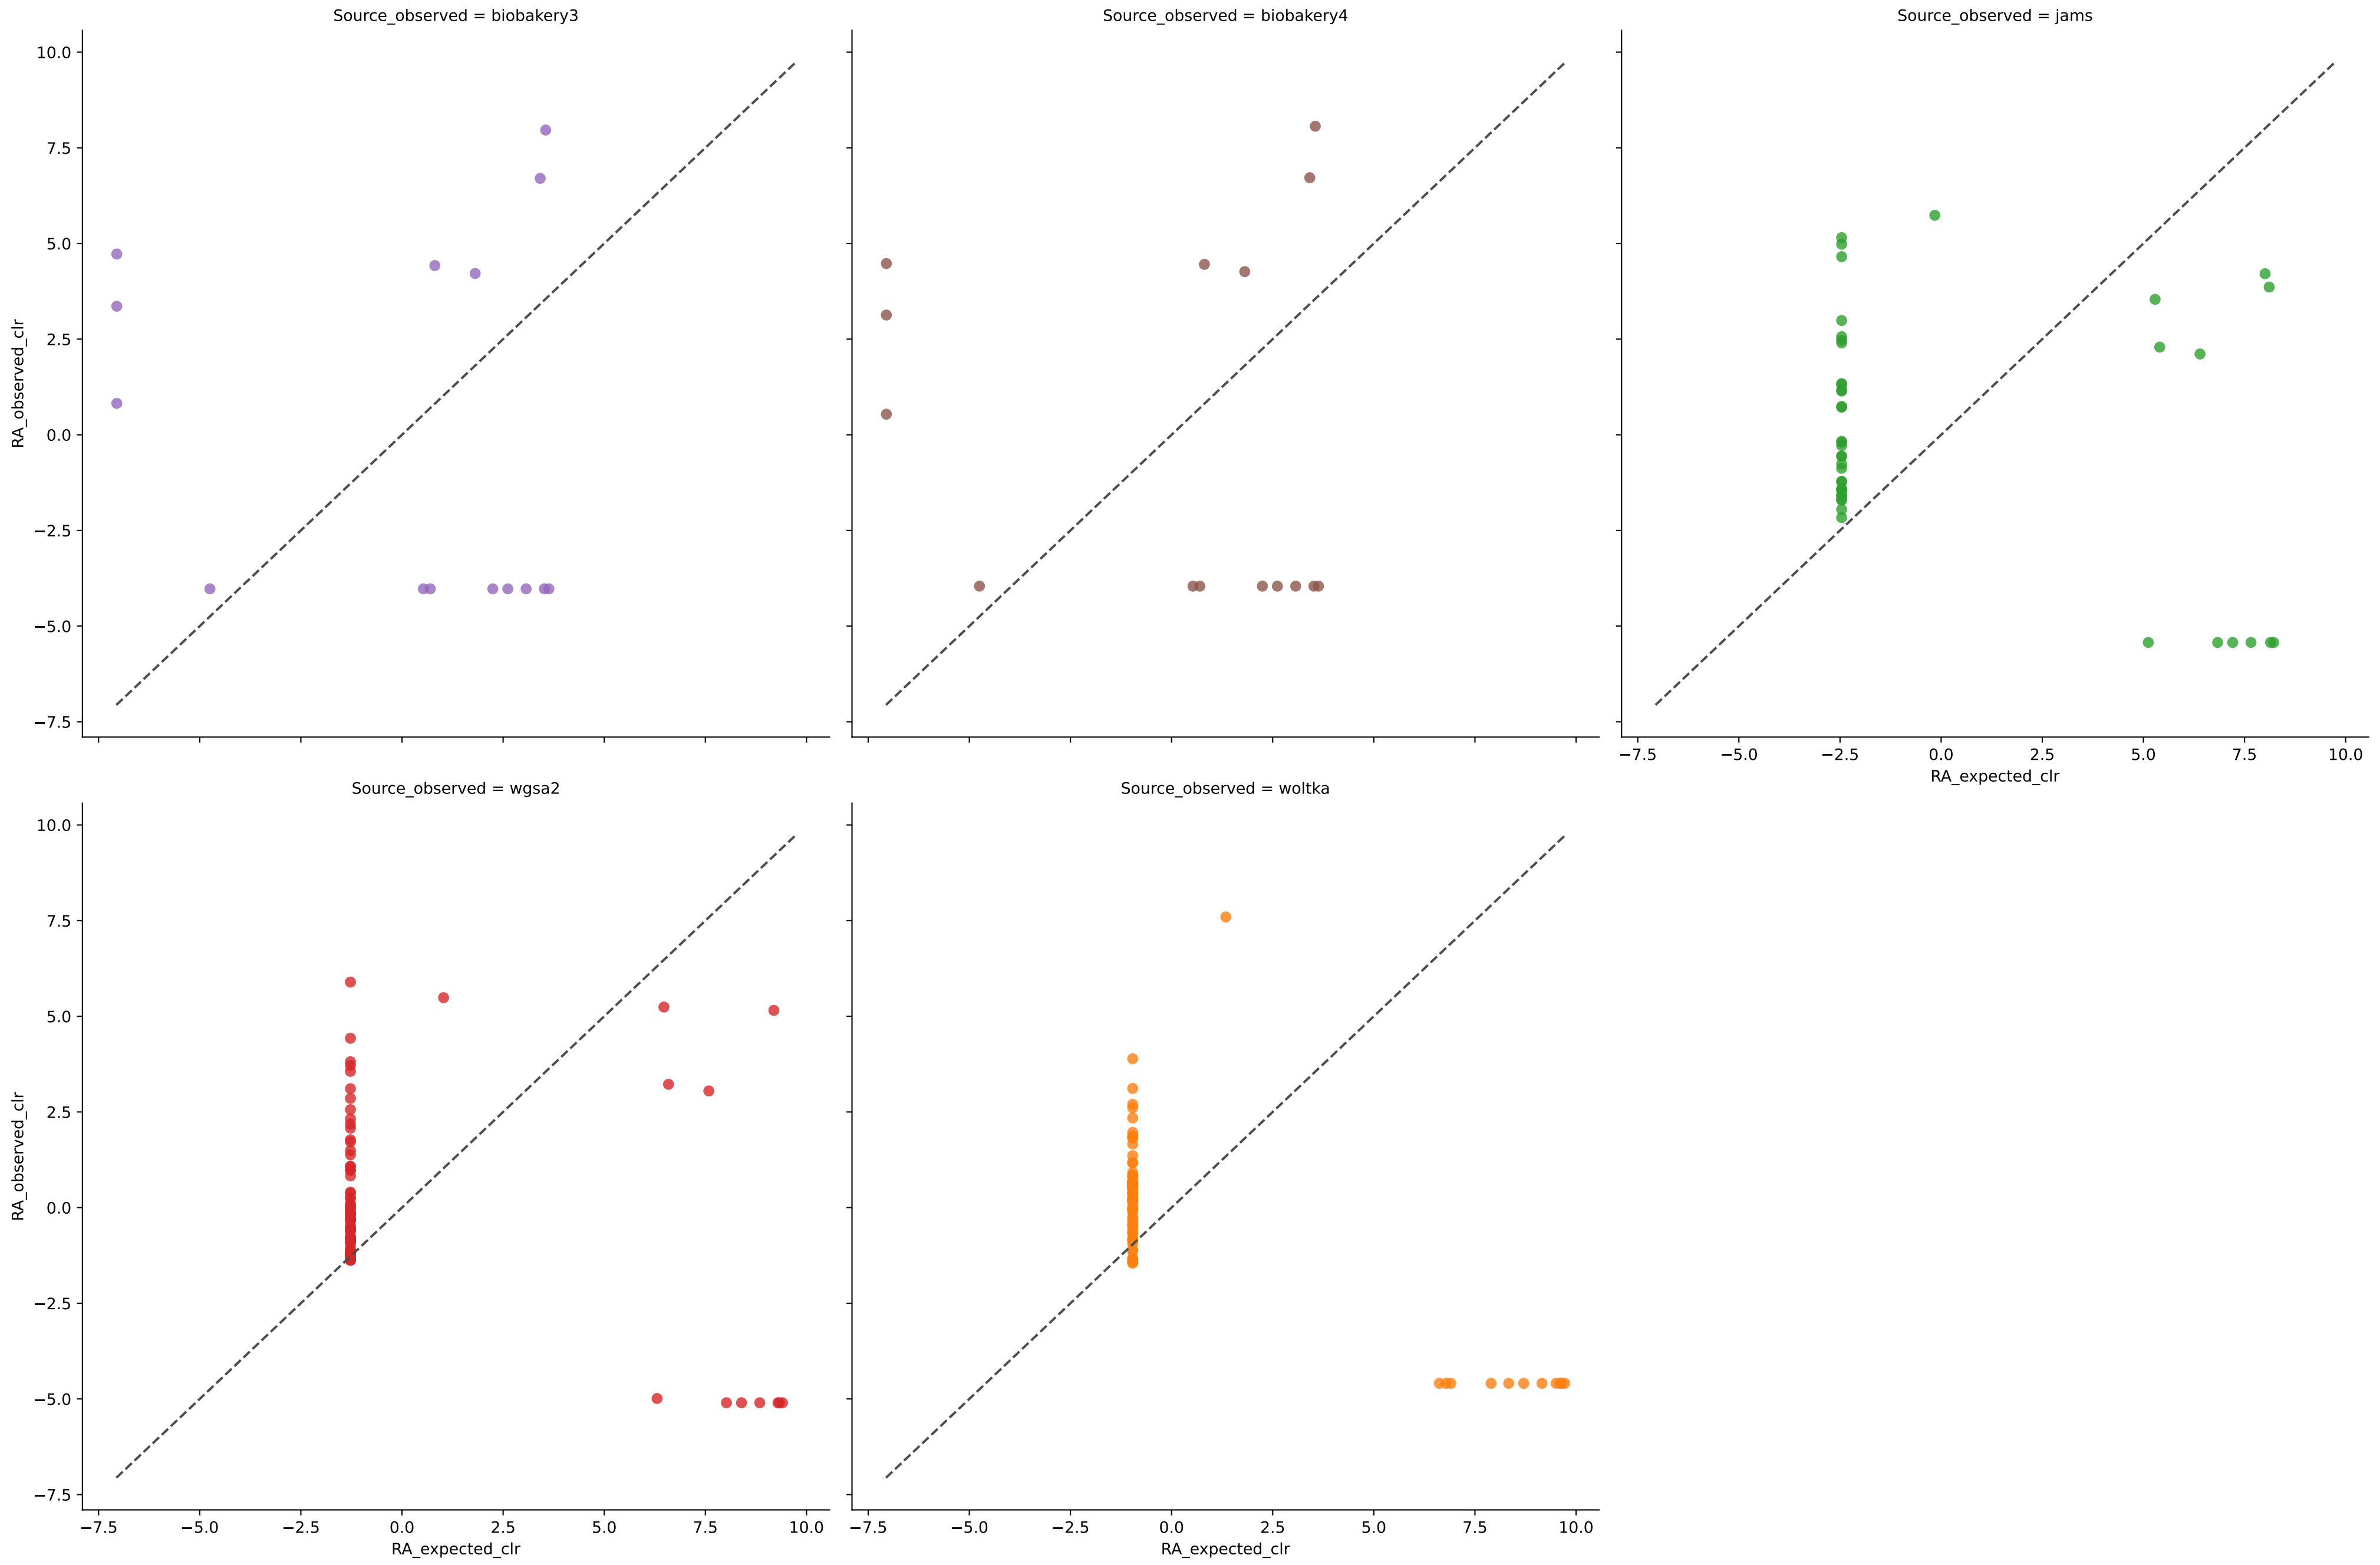 Source_observed = biobakery3
Source_observed = biobakery4
Source_observed = jams
10.0
7.5
5.0
2.5
0.0
−2.5
−5.0
−7.5
RA_observed_clr
−7.5 −5.0 −2.5 0.0 2.5 5.0 7.5 10.0
RA_expected_clr
Source_observed = wgsa2
Source_observed = woltka
10.0
7.5
5.0
2.5
0.0
−2.5
−5.0
−7.5
RA_observed_clr
−7.5 −5.0 −2.5 0.0 2.5 5.0 7.5 10.0
RA_expected_clr
−7.5 −5.0 −2.5 0.0 2.5 5.0 7.5 10.0
RA_expected_clr